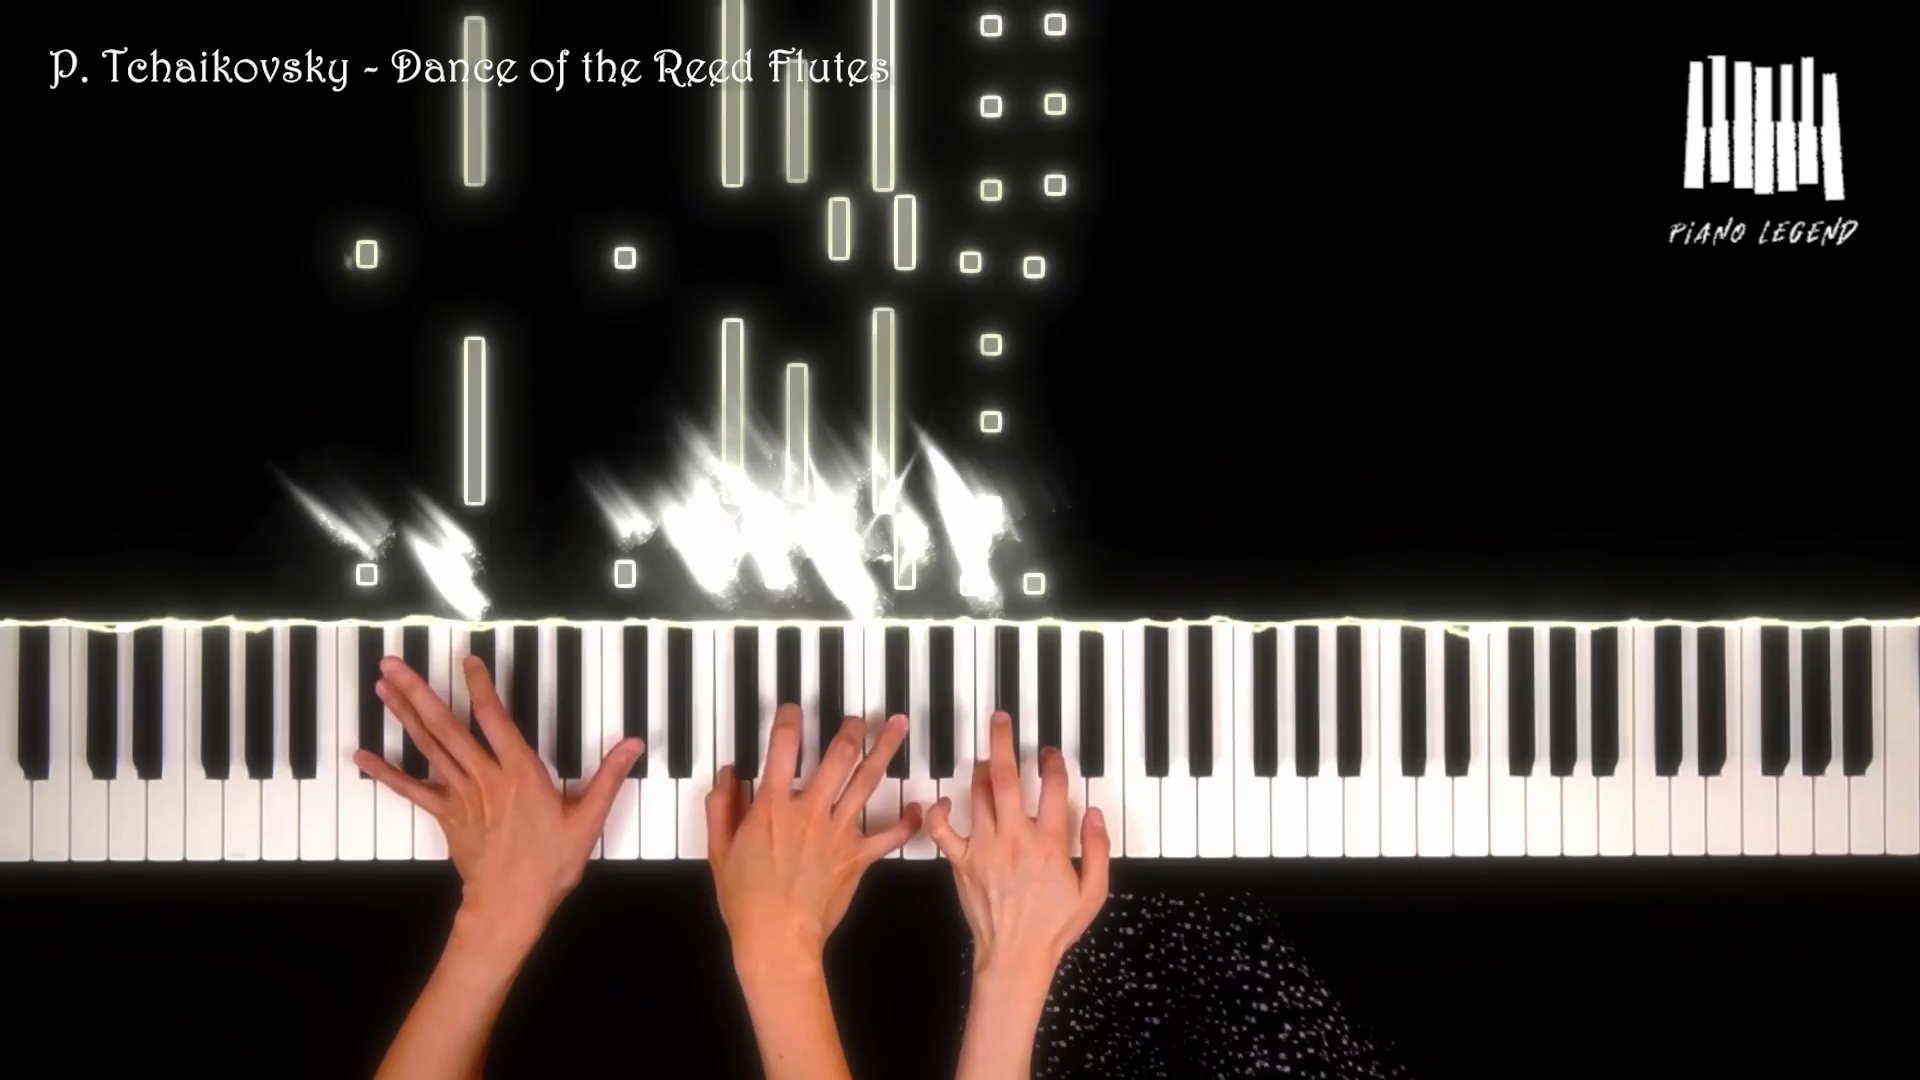 P. Tchaikovsky - Dance of the Reed Flutes
PIANO LEGEND